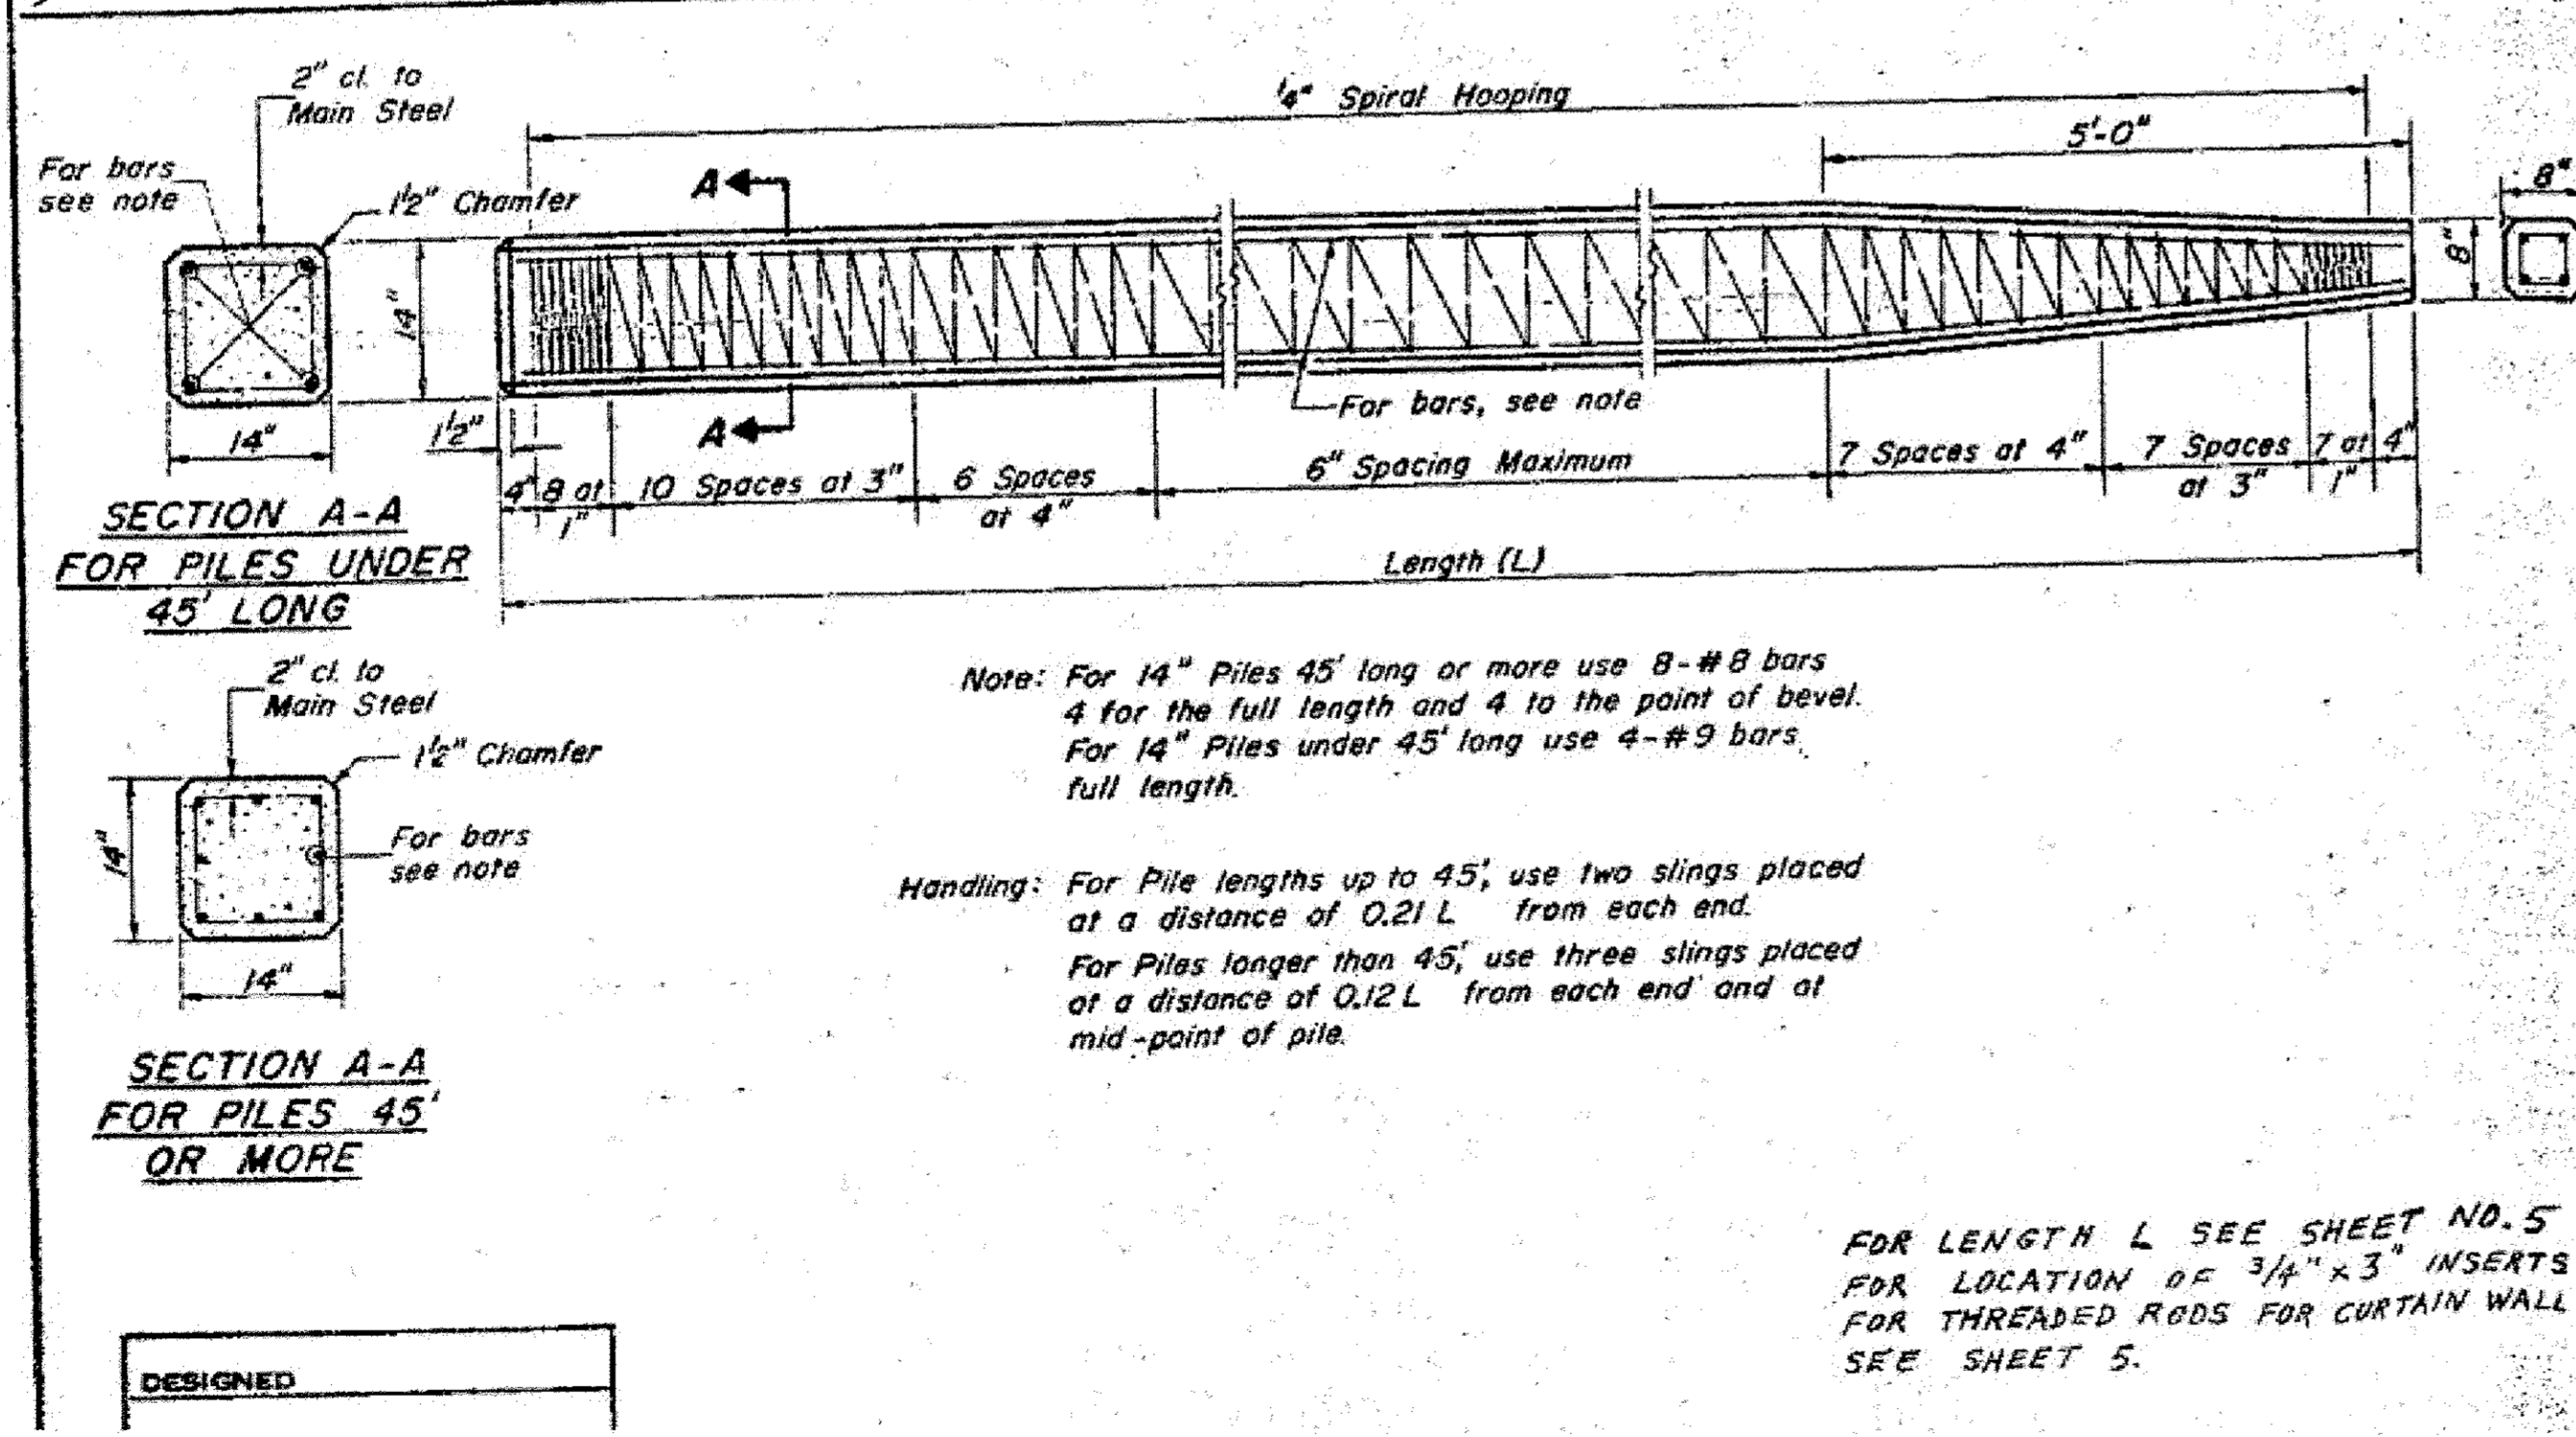 2" cl. to
Main Steel
For bars
see note
1 1/2" Chamfer
14"
14"
SECTION A-A
FOR PILES UNDER
45' LONG
1/4" Spiral Hooping
5'-0"
A
A
8"
8"
For bars, see note
1 1/2"
4"
8 at
1"
10 Spaces at 3"
6 Spaces
at 4"
6" Spacing Maximum
7 Spaces at 4"
7 Spaces
at 3"
7 at
1"
4"
Length (L)
2" cl. to
Main Steel
1 1/2" Chamfer
For bars
see note
14"
14"
SECTION A-A
FOR PILES 45'
OR MORE
Note: For 14" Piles 45' long or more use 8-#8 bars
4 for the full length and 4 to the point of bevel.
For 14" Piles under 45' long use 4-#9 bars
full length.
Handling: For Pile lengths up to 45', use two slings placed
at a distance of 0.21 L from each end.
For Piles longer than 45', use three slings placed
at a distance of 0.12 L from each end and at
mid-point of pile.
FOR LENGTH L SEE SHEET NO. 5
FOR LOCATION OF 3/4" x 3" INSERTS
FOR THREADED RODS FOR CURTAIN WALL
SEE SHEET 5.
DESIGNED